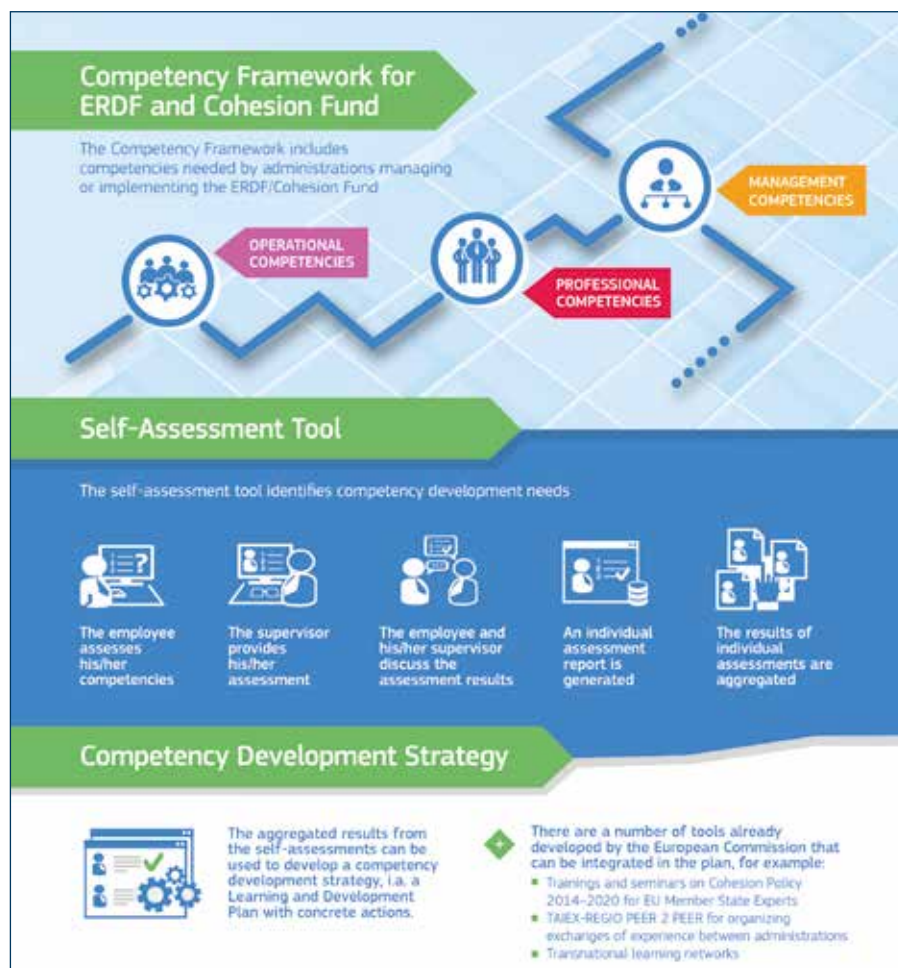 Competency Framework for
ERDF and Cohesion Fund
The Competency Framework includes
competencies needed by administrations managing
or implementing the ERDF/Cohesion Fund
MANAGEMENT
COMPETENCIES
OPERATIONAL
COMPETENCIES
PROFESSIONAL
COMPETENCIES
Self-Assessment Tool
The self-assessment tool identifies competency development needs
The employee
assesses
his/her
competencies
The supervisor
provides
his/her
assessment
The employee and
his/her supervisor
discuss the
assessment results
An individual
assessment
report is
generated
The results of
individual
assessments are
aggregated
Competency Development Strategy
The aggregated results from
the self-assessments can be
used to develop a competency
development strategy, i.a. a
Learning and Development
Plan with concrete actions.
There are a number of tools already
developed by the European Commission that
can be integrated in the plan, for example:
Trainings and seminars on Cohesion Policy
2014–2020 for EU Member State Experts
TAIEX-REGIO PEER 2 PEER for organizing
exchanges of experience between administrations
Transnational learning networks